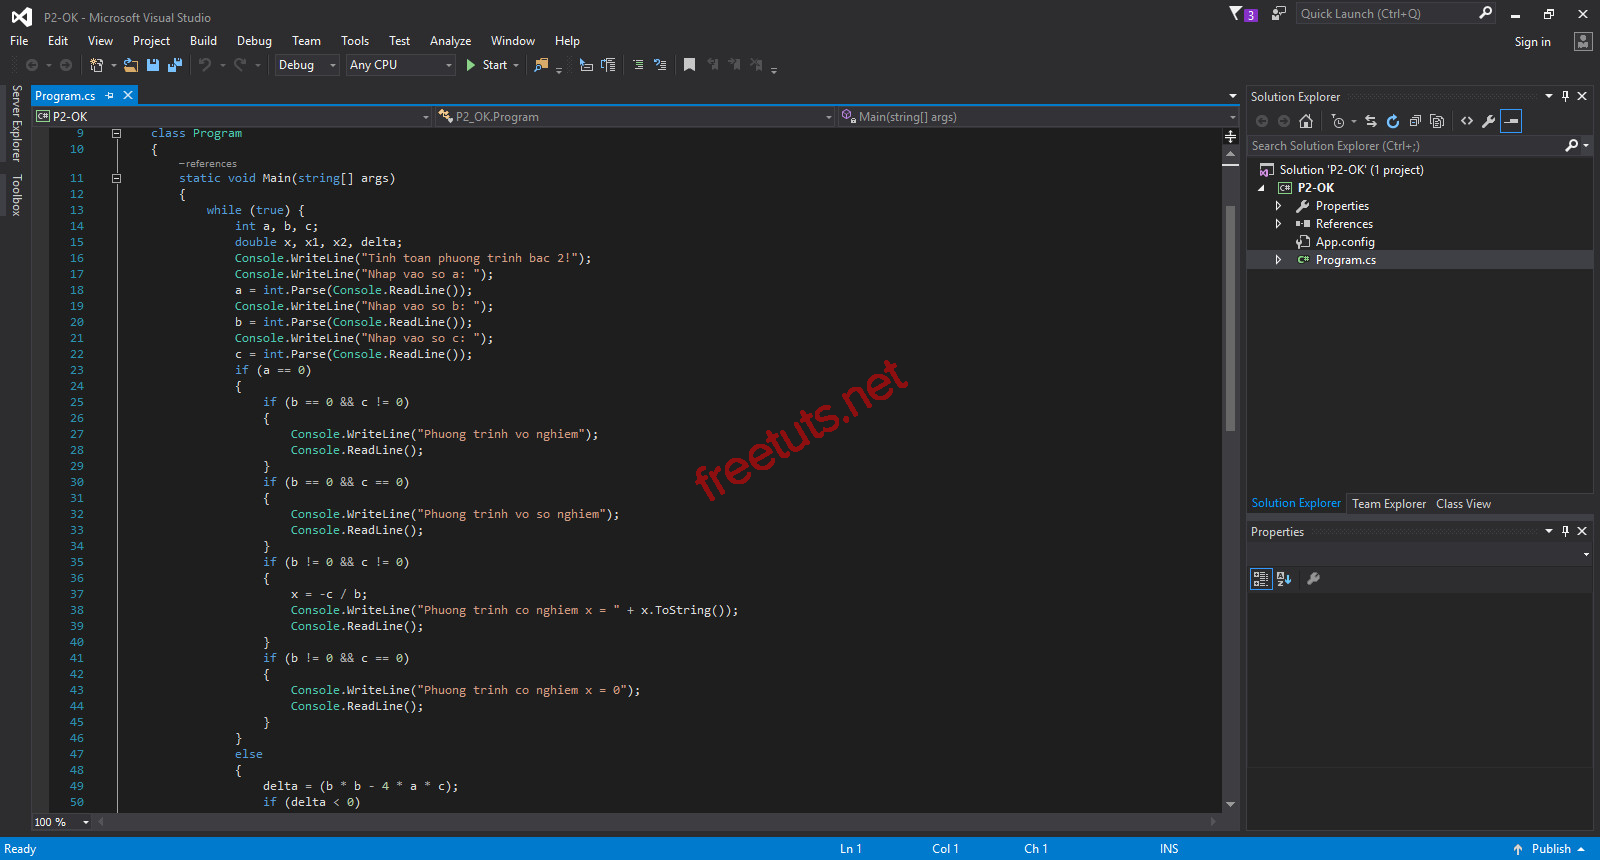 P2-OK - Microsoft Visual Studio
3
Quick Launch (Ctrl+Q)
File Edit View Project Build Debug Team Tools Test Analyze Window Help
Sign in
Debug Any CPU Start
Server Explorer
Toolbox
Program.cs
C# P2-OK P2_OK.Program Main(string[] args)
9 class Program
10 {
–references
11 static void Main(string[] args)
12 {
13 while (true) {
14 int a, b, c;
15 double x, x1, x2, delta;
16 Console.WriteLine("Tinh toan phuong trinh bac 2!");
17 Console.WriteLine("Nhap vao so a: ");
18 a = int.Parse(Console.ReadLine());
19 Console.WriteLine("Nhap vao so b: ");
20 b = int.Parse(Console.ReadLine());
21 Console.WriteLine("Nhap vao so c: ");
22 c = int.Parse(Console.ReadLine());
23 if (a == 0)
24 {
25 if (b == 0 && c != 0)
26 {
27 Console.WriteLine("Phuong trinh vo nghiem");
28 Console.ReadLine();
29 }
30 if (b == 0 && c == 0)
31 {
32 Console.WriteLine("Phuong trinh vo so nghiem");
33 Console.ReadLine();
34 }
35 if (b != 0 && c != 0)
36 {
37 x = -c / b;
38 Console.WriteLine("Phuong trinh co nghiem x = " + x.ToString());
39 Console.ReadLine();
40 }
41 if (b != 0 && c == 0)
42 {
43 Console.WriteLine("Phuong trinh co nghiem x = 0");
44 Console.ReadLine();
45 }
46 }
47 else
48 {
49 delta = (b * b - 4 * a * c);
50 if (delta < 0)
freetuts.net
100 %
Solution Explorer
Search Solution Explorer (Ctrl+;)
Solution 'P2-OK' (1 project)
C# P2-OK
Properties
References
App.config
C# Program.cs
Solution Explorer Team Explorer Class View
Properties
Ready Ln 1 Col 1 Ch 1 INS Publish